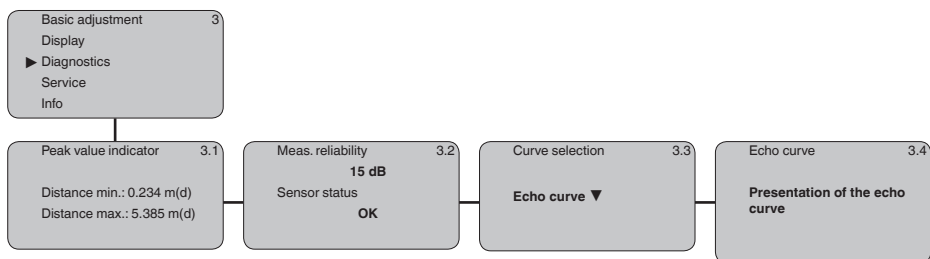 Basic adjustment 3
Display
▶ Diagnostics
Service
Info
Peak value indicator 3.1
Distance min.: 0.234 m(d)
Distance max.: 5.385 m(d)
Meas. reliability 3.2
15 dB
Sensor status
OK
Curve selection 3.3
Echo curve ▼
Echo curve 3.4
Presentation of the echo
curve